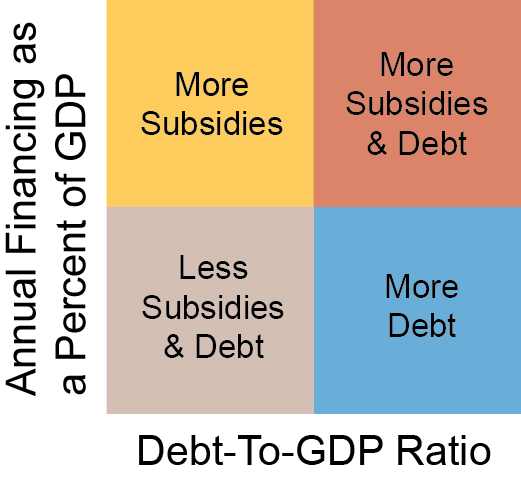 Annual Financing as
a Percent of GDP
More
Subsidies
More
Subsidies
& Debt
Less
Subsidies
& Debt
More
Debt
Debt-To-GDP Ratio